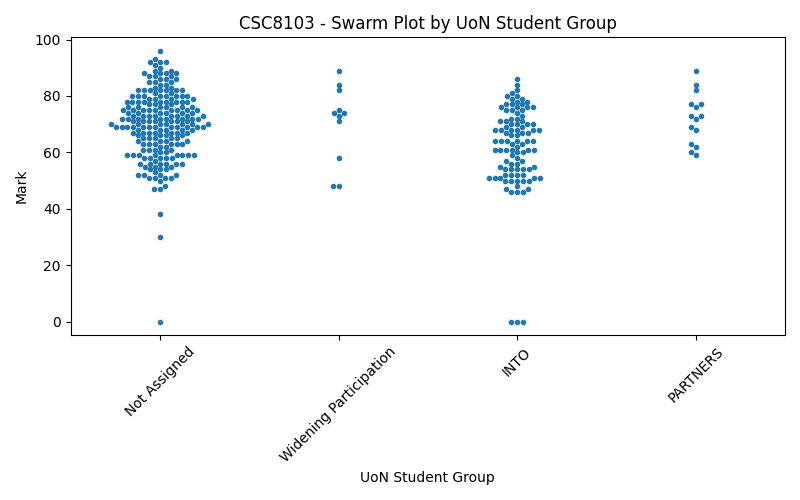 CSC8103 - Swarm Plot by UoN Student Group
100
80
60
40
20
0
Mark
Not Assigned
Widening Participation
INTO
PARTNERS
UoN Student Group